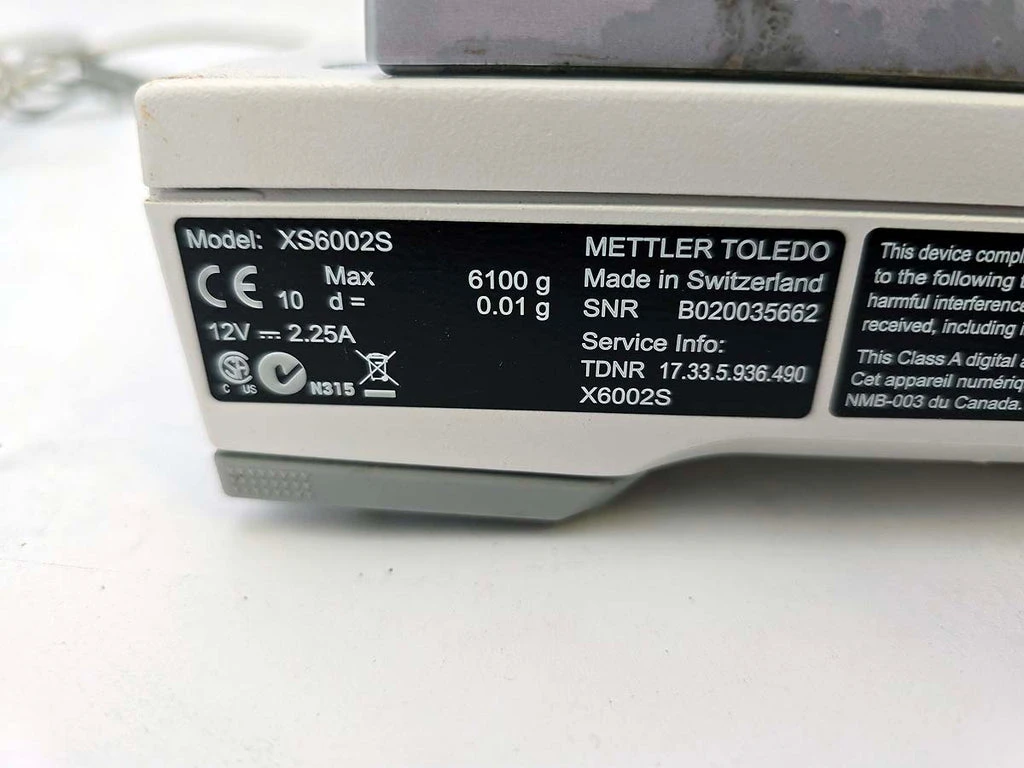 Model: XS6002S
CE 10 Max 6100 g
d = 0.01 g
12V ⎓ 2.25A
SA
C US N315
METTLER TOLEDO
Made in Switzerland
SNR B020035662
Service Info:
TDNR 17.33.5.936.490
X6002S
This device compl
to the following
harmful interference
received, including
This Class A digital a
Cet appareil numériq
NMB-003 du Canada.